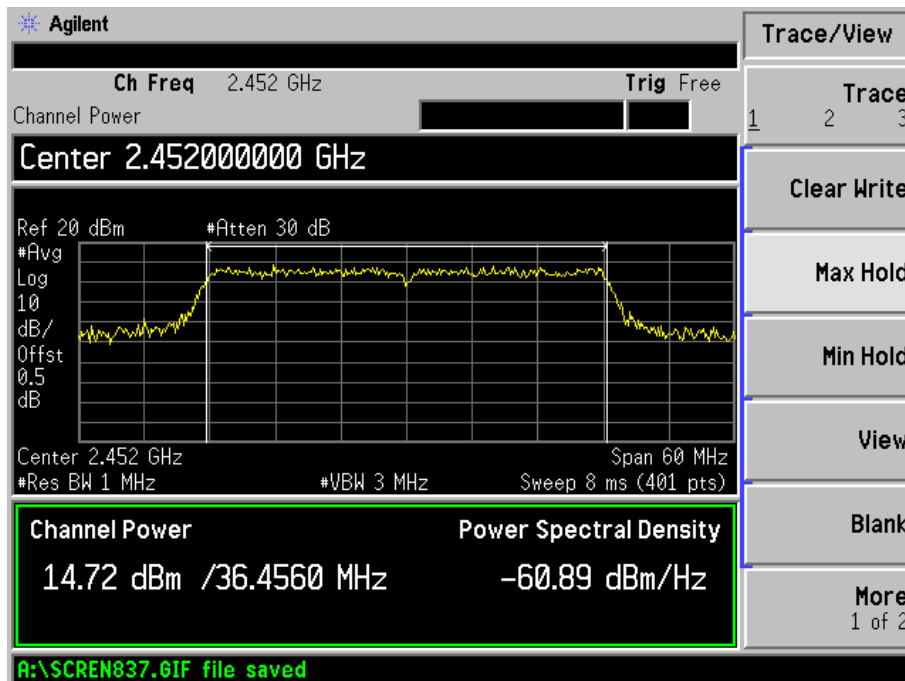 Agilent
Ch Freq 2.452 GHz Trig Free
Channel Power
Center 2.452000000 GHz
Ref 20 dBm #Atten 30 dB
#Avg
Log
10
dB/
Offst
0.5
dB
Center 2.452 GHz Span 60 MHz
#Res BW 1 MHz #VBW 3 MHz Sweep 8 ms (401 pts)
Channel Power Power Spectral Density
14.72 dBm /36.4560 MHz -60.89 dBm/Hz
A:\SCREN837.GIF file saved
Trace/View
Trace
1 2 3
Clear Write
Max Hold
Min Hold
View
Blank
More
1 of 2